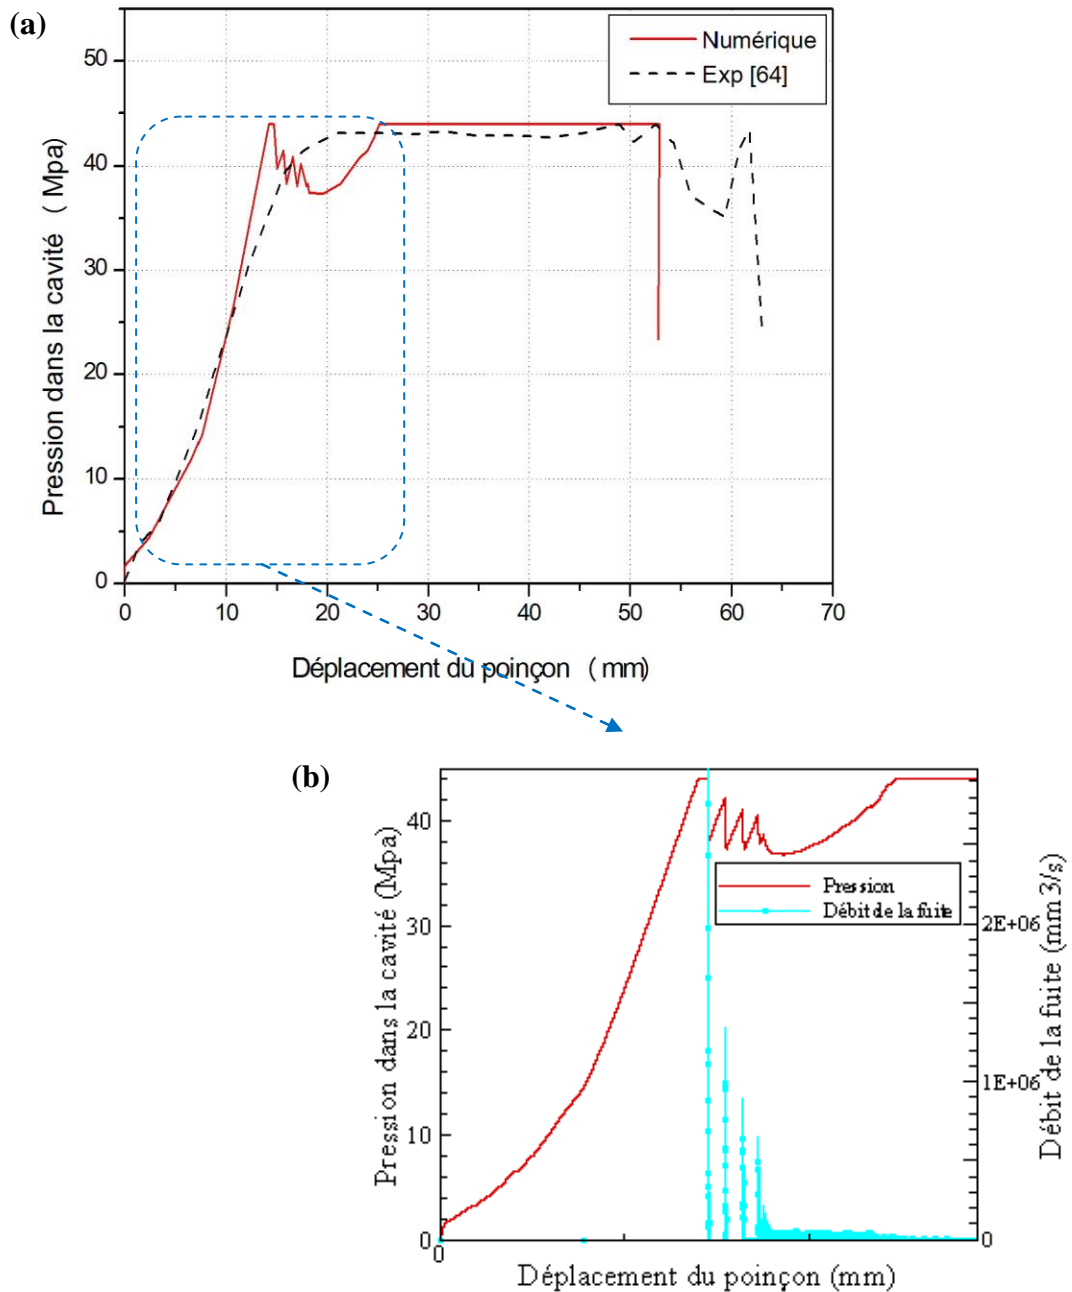 (a)
Numérique
Exp [64]
50
40
30
20
10
0
Pression dans la cavité ( Mpa)
0 10 20 30 40 50 60 70
Déplacement du poinçon ( mm)
(b)
40
30
20
10
0
Pression dans la cavité (Mpa)
Pression
Débit de la fuite
2E+06
1E+06
0
Débit de la fuite (mm 3/s)
0
Déplacement du poinçon (mm)